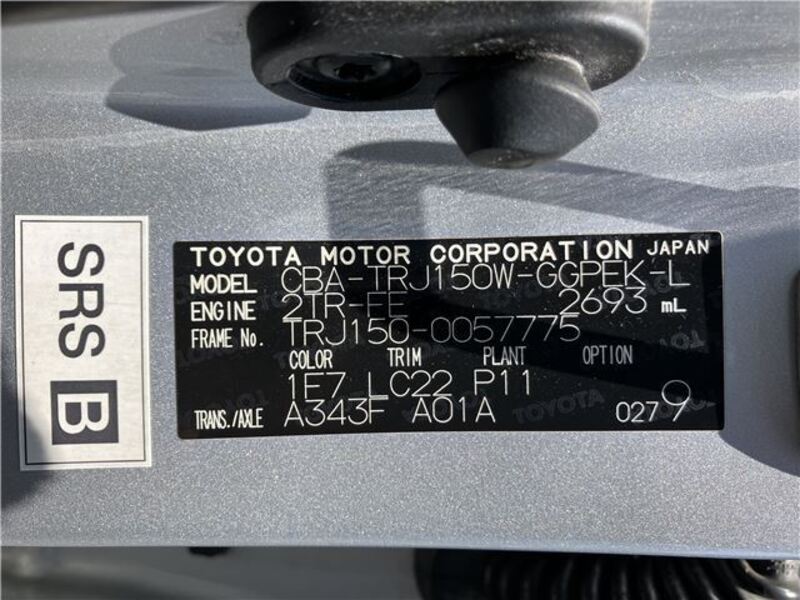 SRS B
TOYOTA MOTOR CORPORATION JAPAN
MODEL CBA-TRJ150W-GGPEK-L
ENGINE 2TR-FE 2693 mL
FRAME No. TRJ150-0057775
COLOR TRIM PLANT OPTION
1E7 LC22 P11
TRANS./AXLE A343F A01A 0279